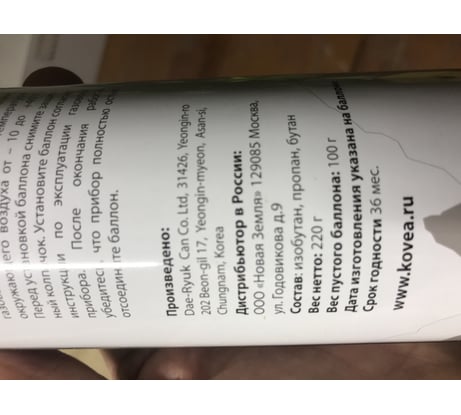 воздуха от – 10 до
окружающего
перед установкой баллона снимите
ный колпачок. Установите баллон
инструкции по эксплуатации
прибора. После окончания
убедитесь, что прибор полностью
отсоедините баллон.
Произведено:
Dae-Ryuk Can Co. Ltd, 31426, Yeongin-ro
202 Beon-gil 17, Yeongin-myeon, Asan-si,
Chungnam, Korea
Дистрибьютор в России:
ООО «Новая Земля» 129085 Москва,
ул. Годовикова д.9
Состав: изобутан, пропан, бутан
Вес нетто: 220 г
Вес пустого баллона: 100 г
Дата изготовления указана на баллоне
Срок годности 36 мес.
www.kovea.ru